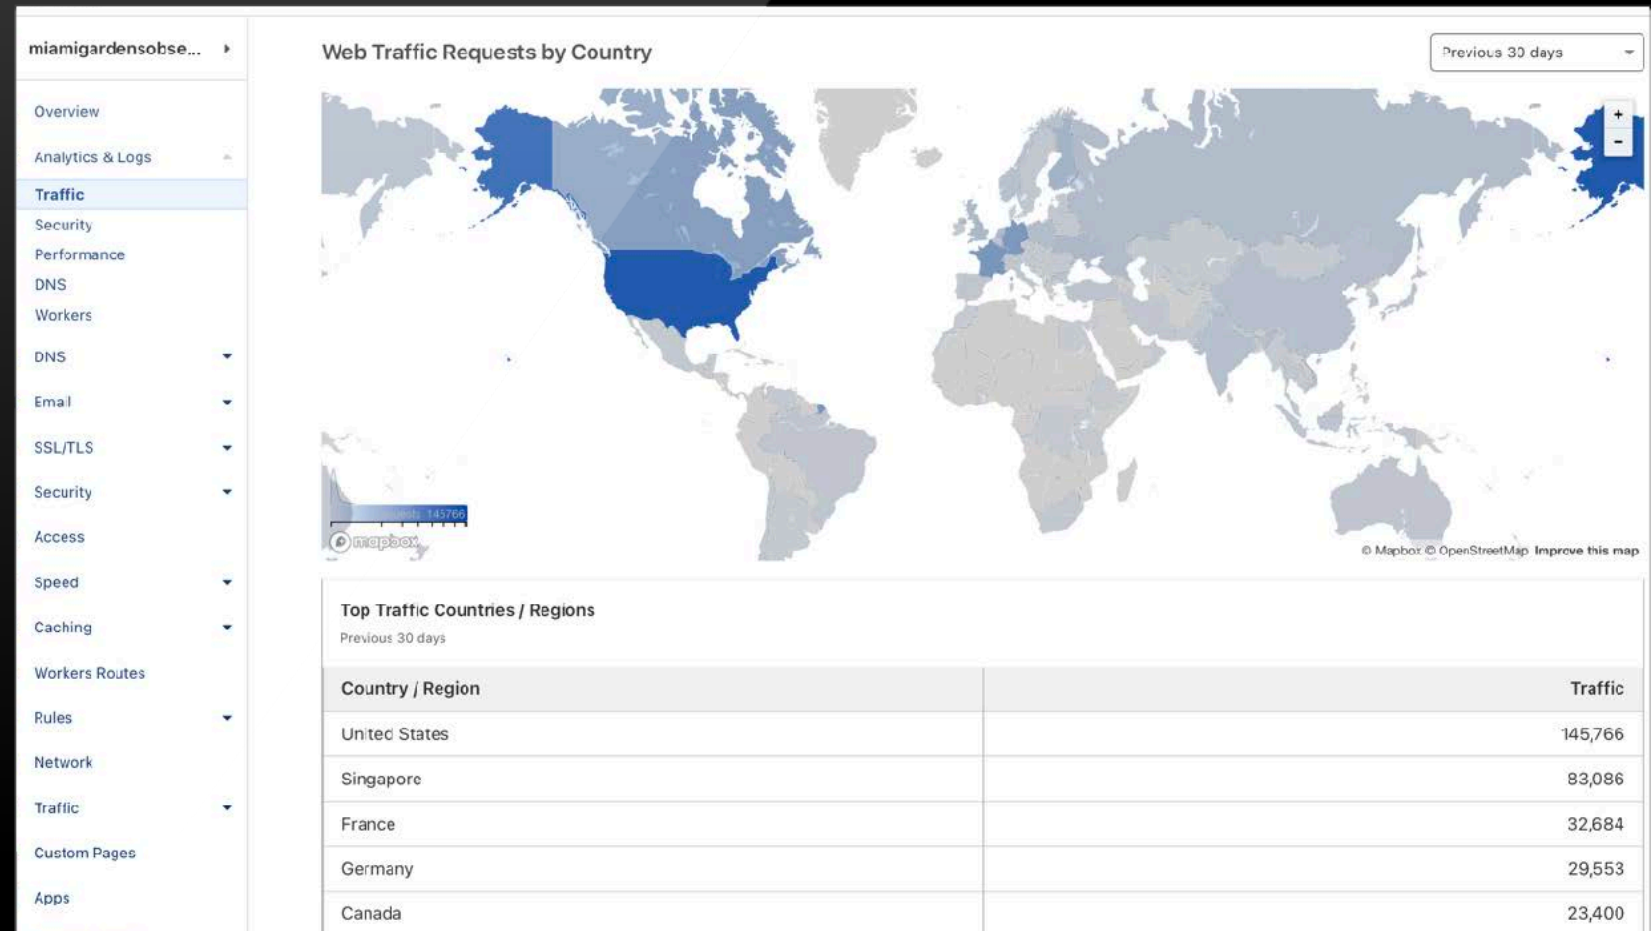 miamigardensobse...
Overview
Analytics & Logs
Traffic
Security
Performance
DNS
Workers
DNS
Email
SSL/TLS
Security
Access
Speed
Caching
Workers Routes
Rules
Network
Traffic
Custom Pages
Apps
Web Traffic Requests by Country
Previous 30 days
+
-
145766
mapbox
© Mapbox © OpenStreetMap Improve this map
Top Traffic Countries / Regions
Previous 30 days
Country / Region Traffic
United States 145,766
Singapore 83,086
France 32,684
Germany 29,553
Canada 23,400